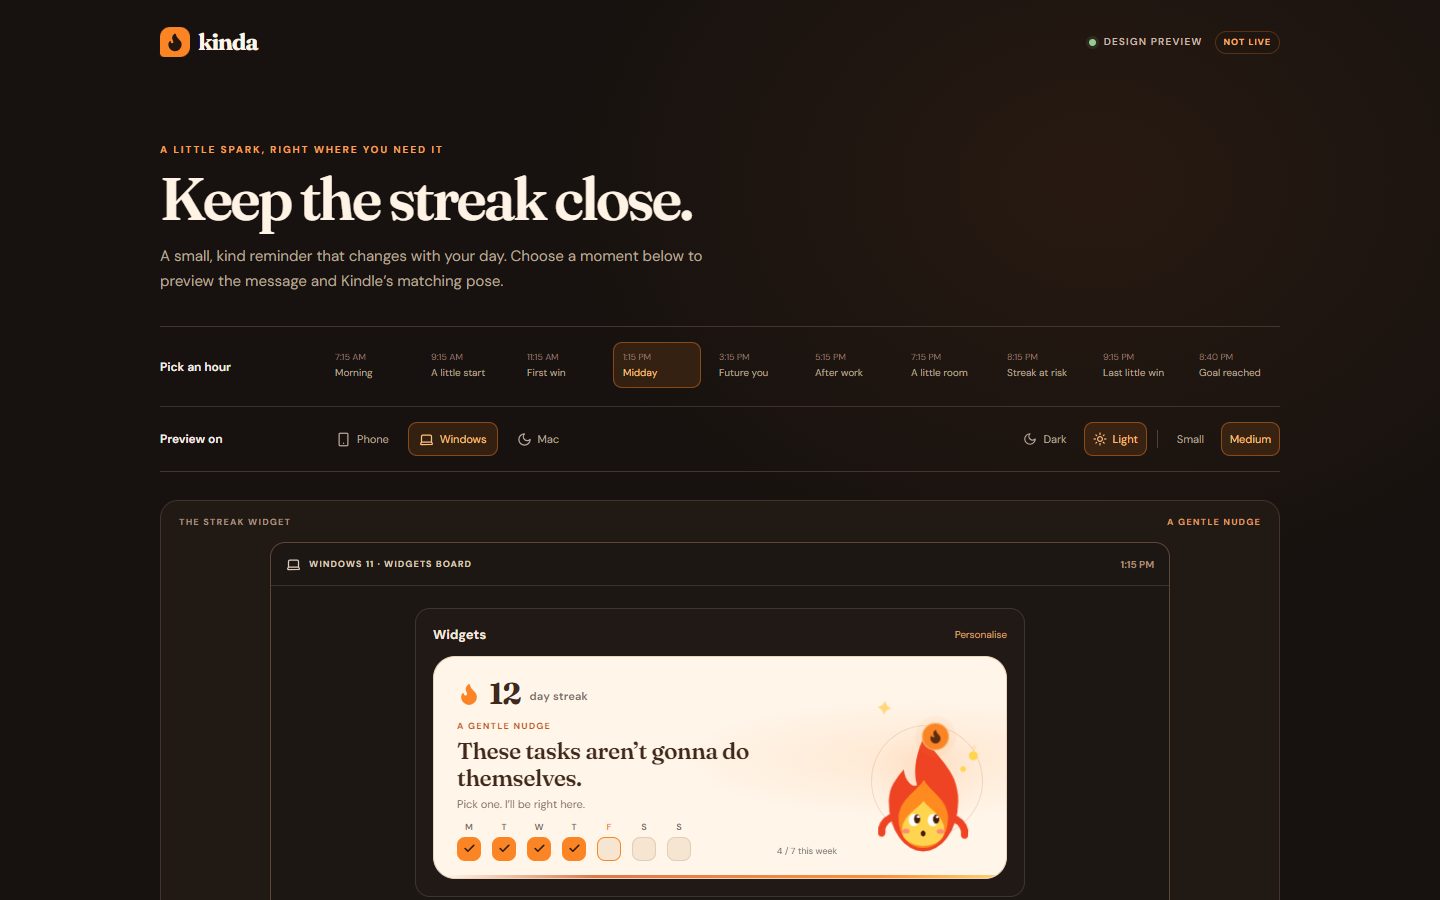 kinda
DESIGN PREVIEW
NOT LIVE
A LITTLE SPARK, RIGHT WHERE YOU NEED IT
Keep the streak close.
A small, kind reminder that changes with your day. Choose a moment below to
preview the message and Kindle’s matching pose.
Pick an hour
7:15 AM
Morning
9:15 AM
A little start
11:15 AM
First win
1:15 PM
Midday
3:15 PM
Future you
5:15 PM
After work
7:15 PM
A little room
8:15 PM
Streak at risk
9:15 PM
Last little win
8:40 PM
Goal reached
Preview on
Phone
Windows
Mac
Dark
Light
Small
Medium
THE STREAK WIDGET
A GENTLE NUDGE
WINDOWS 11 · WIDGETS BOARD
1:15 PM
Widgets
Personalise
12 day streak
A GENTLE NUDGE
These tasks aren’t gonna do
themselves.
Pick one. I’ll be right here.
M T W T F S S
4 / 7 this week